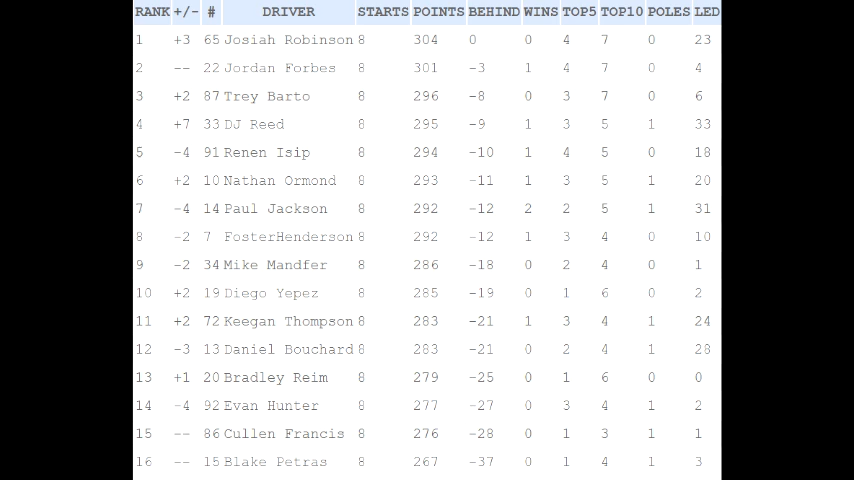 RANK +/- # DRIVER STARTS POINTS BEHIND WINS TOP5 TOP10 POLES LED
1 +3 65 Josiah Robinson 8 304 0 0 4 7 0 23
2 -- 22 Jordan Forbes 8 301 -3 1 4 7 0 4
3 +2 87 Trey Barto 8 296 -8 0 3 7 0 6
4 +7 33 DJ Reed 8 295 -9 1 3 5 1 33
5 -4 91 Renen Isip 8 294 -10 1 4 5 0 18
6 +2 10 Nathan Ormond 8 293 -11 1 3 5 1 20
7 -4 14 Paul Jackson 8 292 -12 2 2 5 1 31
8 -2 7 FosterHenderson 8 292 -12 1 3 4 0 10
9 -2 34 Mike Mandfer 8 286 -18 0 2 4 0 1
10 +2 19 Diego Yepez 8 285 -19 0 1 6 0 2
11 +2 72 Keegan Thompson 8 283 -21 1 3 4 1 24
12 -3 13 Daniel Bouchard 8 283 -21 0 2 4 1 28
13 +1 20 Bradley Reim 8 279 -25 0 1 6 0 0
14 -4 92 Evan Hunter 8 277 -27 0 3 4 1 2
15 -- 86 Cullen Francis 8 276 -28 0 1 3 1 1
16 -- 15 Blake Petras 8 267 -37 0 1 4 1 3